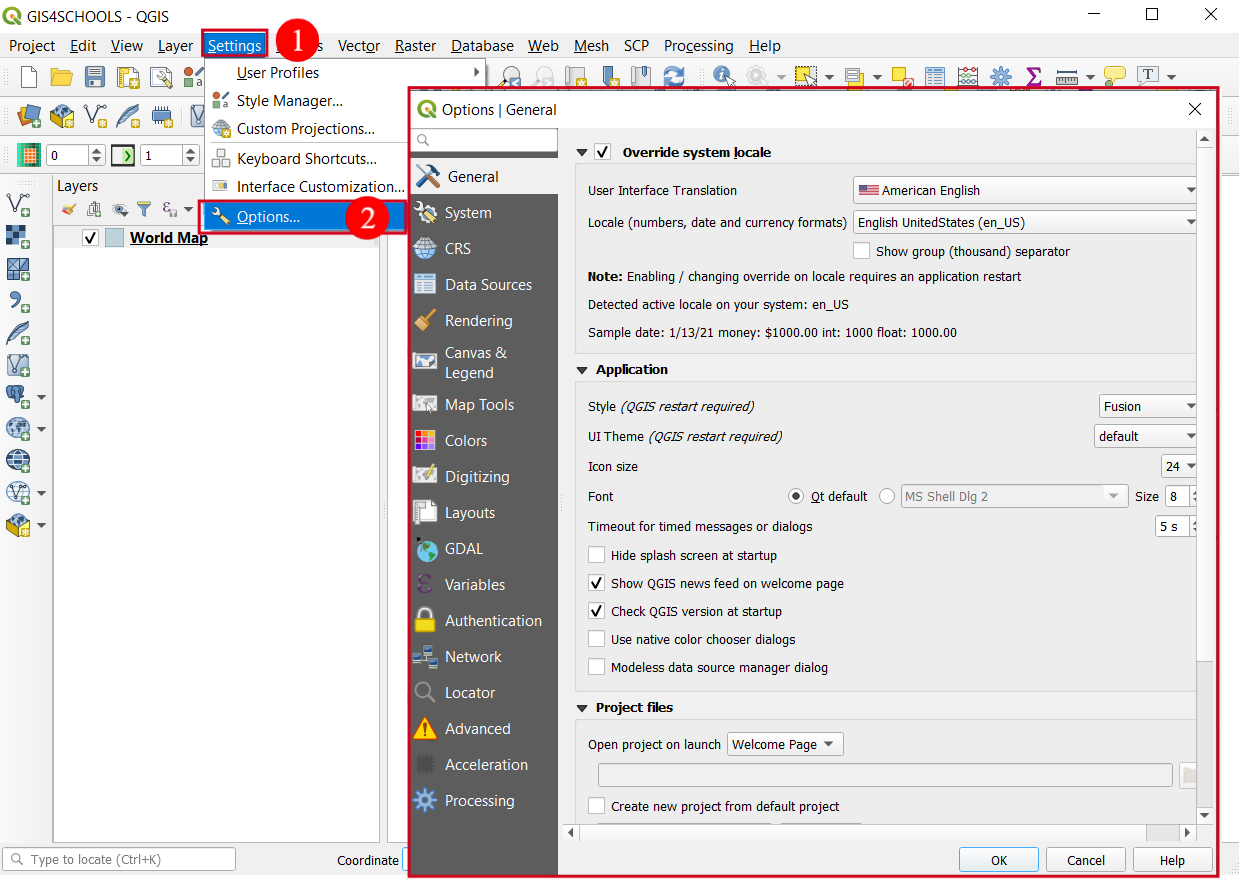 GIS4SCHOOLS - QGIS
Project Edit View Layer Settings 1 Vector Raster Database Web Mesh SCP Processing Help
User Profiles
Style Manager...
Custom Projections...
Keyboard Shortcuts...
Interface Customization...
Options... 2
0 1
Layers
World Map
Options | General
General
System
CRS
Data Sources
Rendering
Canvas &
Legend
Map Tools
Colors
Digitizing
Layouts
GDAL
Variables
Authentication
Network
Locator
Advanced
Acceleration
Processing
Override system locale
User Interface Translation American English
Locale (numbers, date and currency formats) English UnitedStates (en_US)
Show group (thousand) separator
Note: Enabling / changing override on locale requires an application restart
Detected active locale on your system: en_US
Sample date: 1/13/21 money: $1000.00 int: 1000 float: 1000.00
Application
Style (QGIS restart required) Fusion
UI Theme (QGIS restart required) default
Icon size 24
Font Qt default MS Shell Dlg 2 Size 8
Timeout for timed messages or dialogs 5 s
Hide splash screen at startup
Show QGIS news feed on welcome page
Check QGIS version at startup
Use native color chooser dialogs
Modeless data source manager dialog
Project files
Open project on launch Welcome Page
Create new project from default project
OK Cancel Help
Type to locate (Ctrl+K) Coordinate